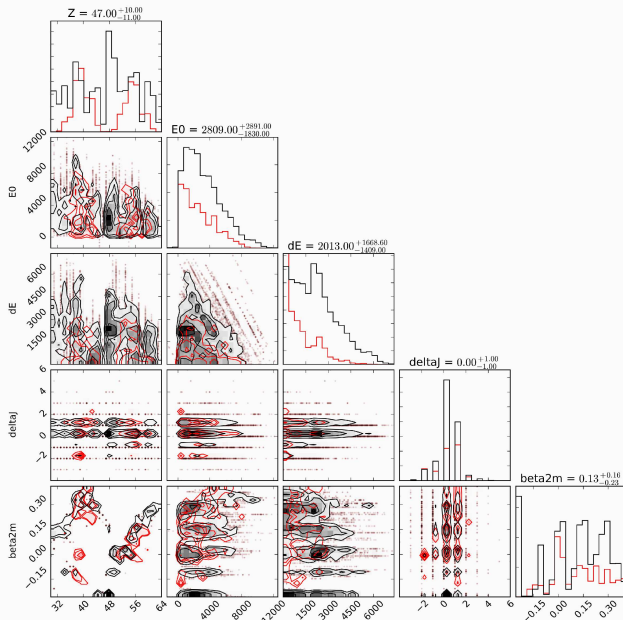 Z = 47.00 +10.00 −11.00
12000
8000
4000
0
E0
E0 = 2809.00 +2891.00 −1830.00
6000
4500
3000
1500
dE
dE = 2013.00 +1668.60 −1409.00
6
4
2
0
−2
deltaJ
deltaJ = 0.00 +1.00 −1.00
0.30
0.15
0.00
−0.15
beta2m
beta2m = 0.13 +0.16 −0.23
32 40 48 56 64
0 4000 8000 12000
1500 3000 4500 6000
−2 0 2 4 6
−0.15 0.00 0.15 0.30